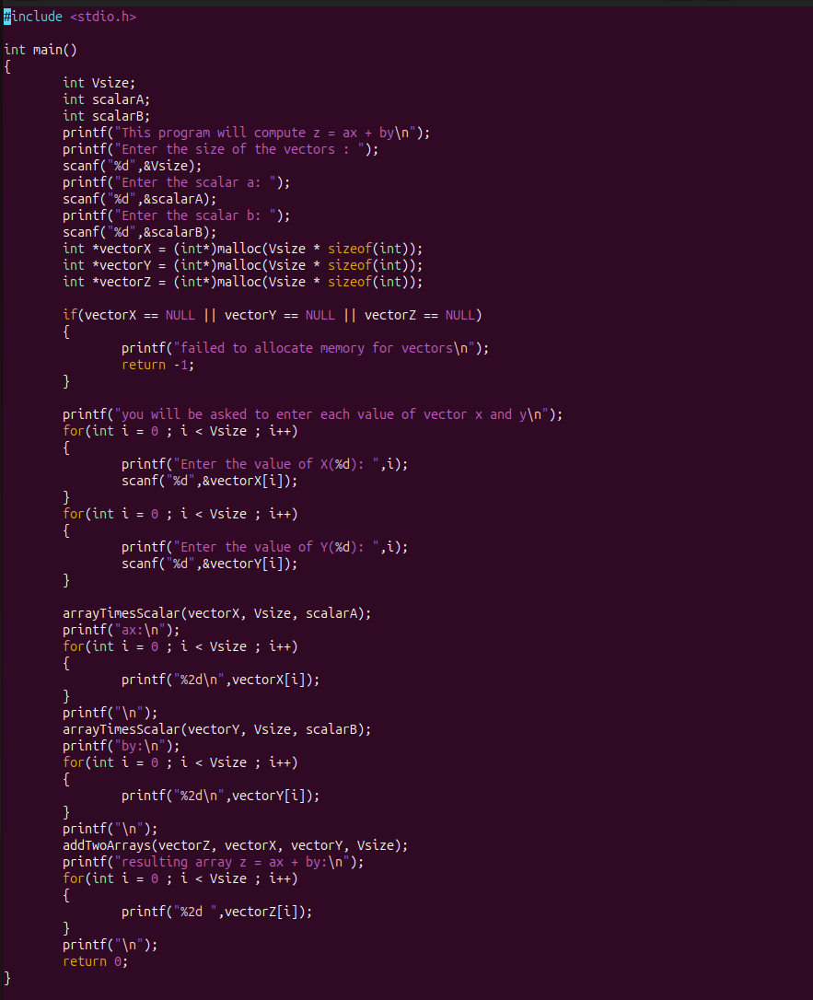 #include <stdio.h>

int main()
{
        int Vsize;
        int scalarA;
        int scalarB;
        printf("This program will compute z = ax + by\n");
        printf("Enter the size of the vectors : ");
        scanf("%d",&Vsize);
        printf("Enter the scalar a: ");
        scanf("%d",&scalarA);
        printf("Enter the scalar b: ");
        scanf("%d",&scalarB);
        int *vectorX = (int*)malloc(Vsize * sizeof(int));
        int *vectorY = (int*)malloc(Vsize * sizeof(int));
        int *vectorZ = (int*)malloc(Vsize * sizeof(int));

        if(vectorX == NULL || vectorY == NULL || vectorZ == NULL)
        {
                printf("failed to allocate memory for vectors\n");
                return -1;
        }

        printf("you will be asked to enter each value of vector x and y\n");
        for(int i = 0 ; i < Vsize ; i++)
        {
                printf("Enter the value of X(%d): ",i);
                scanf("%d",&vectorX[i]);
        }
        for(int i = 0 ; i < Vsize ; i++)
        {
                printf("Enter the value of Y(%d): ",i);
                scanf("%d",&vectorY[i]);
        }

        arrayTimesScalar(vectorX, Vsize, scalarA);
        printf("ax:\n");
        for(int i = 0 ; i < Vsize ; i++)
        {
                printf("%2d\n",vectorX[i]);
        }
        printf("\n");
        arrayTimesScalar(vectorY, Vsize, scalarB);
        printf("by:\n");
        for(int i = 0 ; i < Vsize ; i++)
        {
                printf("%2d\n",vectorY[i]);
        }
        printf("\n");
        addTwoArrays(vectorZ, vectorX, vectorY, Vsize);
        printf("resulting array z = ax + by:\n");
        for(int i = 0 ; i < Vsize ; i++)
        {
                printf("%2d ",vectorZ[i]);
        }
        printf("\n");
        return 0;
}